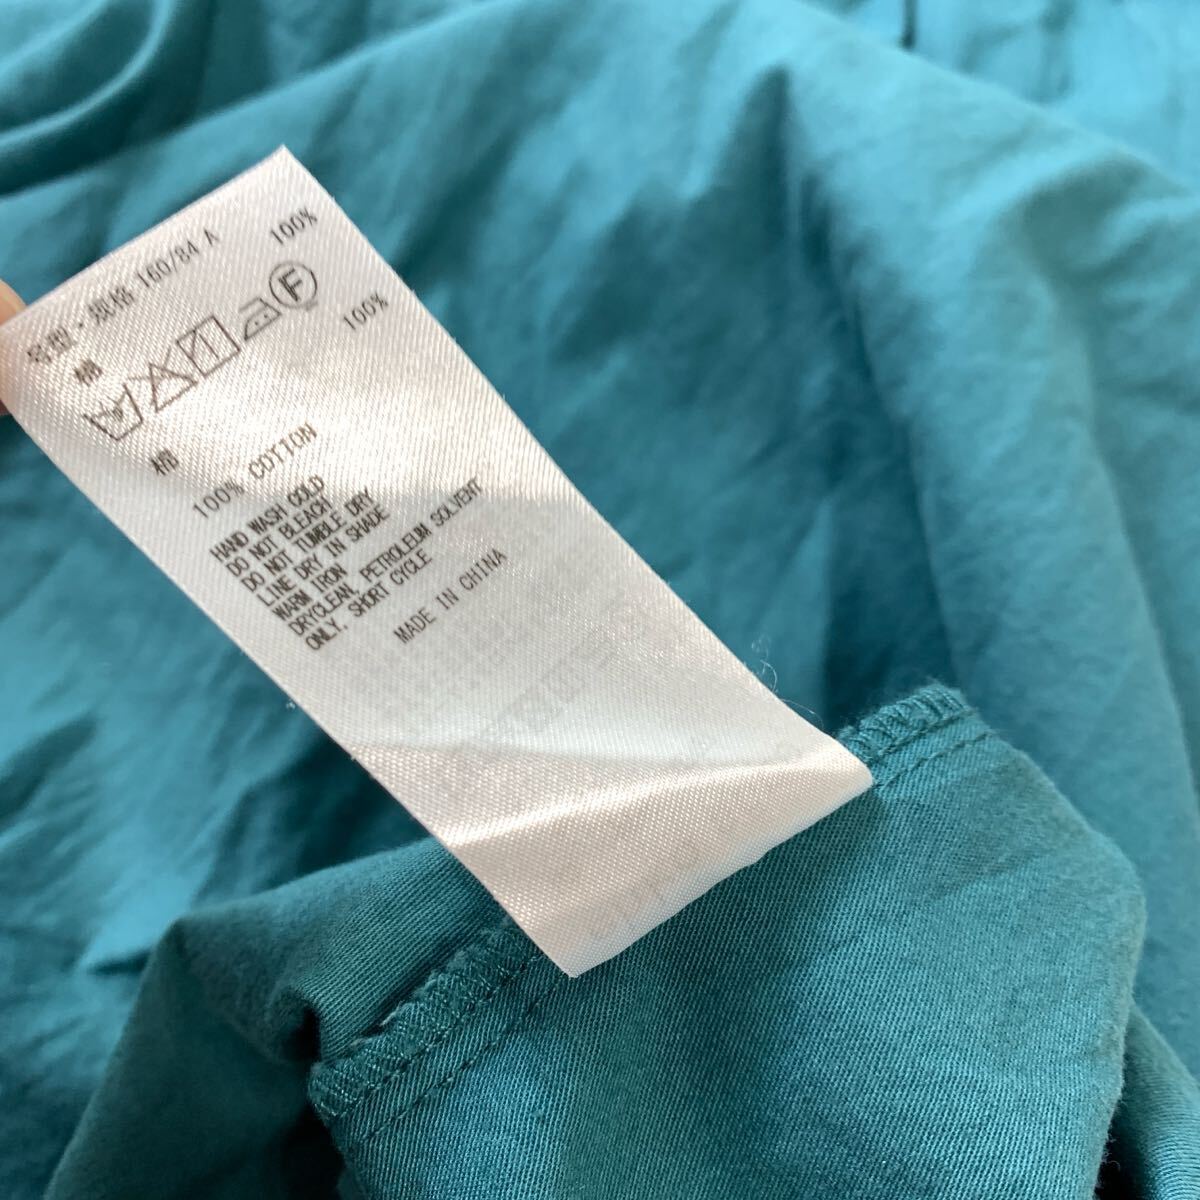 号型・規格 160/84 A
棉 100%
F
棉 100%
100% COTTON
HAND WASH COLD
DO NOT BLEACH
DO NOT TUMBLE DRY
LINE DRY IN SHADE
WARM IRON
DRYCLEAN, PETROLEUM SOLVENT
ONLY, SHORT CYCLE
MADE IN CHINA